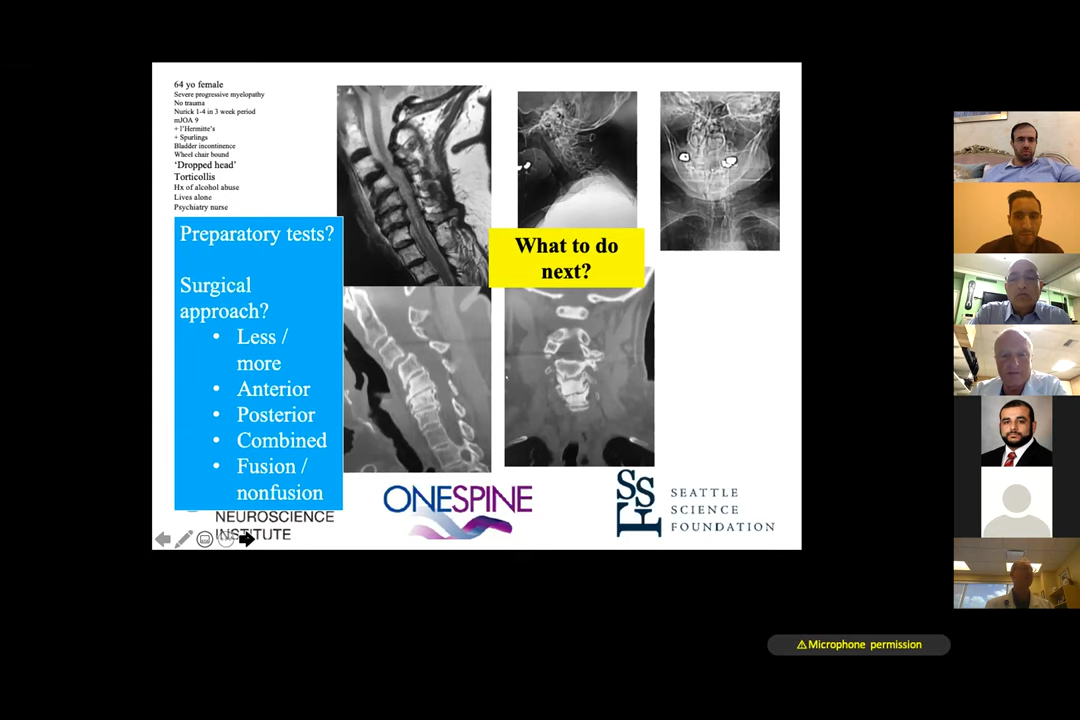 64 yo female
Severe progressive myelopathy
No trauma
Nurick 1-4 in 3 week period
mJOA 9
+ l'Hermitte's
+ Spurlings
Bladder incontinence
Wheel chair bound
'Dropped head'
Torticollis
Hx of alcohol abuse
Lives alone
Psychiatry nurse
Preparatory tests?
Surgical
approach?
• Less /
more
• Anterior
• Posterior
• Combined
• Fusion /
nonfusion
What to do
next?
NEUROSCIENCE
INSTITUTE
ONESPINE
SSF
SEATTLE
SCIENCE
FOUNDATION
⚠Microphone permission